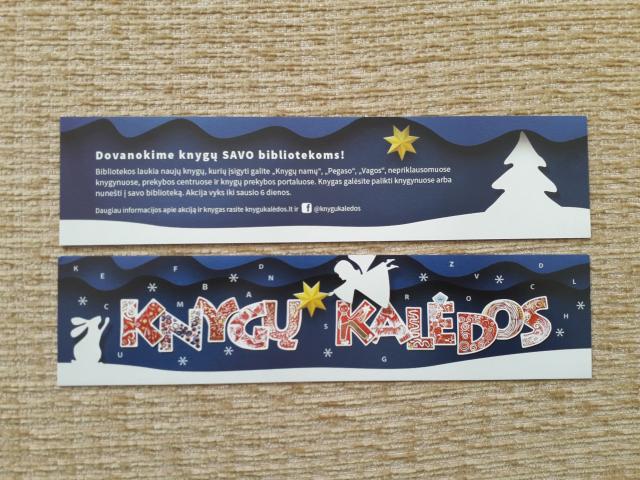 Dovanokime knygų SAVO bibliotekoms!
Bibliotekos laukia naujų knygų, kurių įsigyti galite „Knygų namų“, „Pegaso“, „Vagos“, nepriklausomuose
knygynuose, prekybos centruose ir knygų prekybos portaluose. Knygas galėsite palikti knygynuose arba
nunešti į savo biblioteką. Akcija vyks iki sausio 6 dienos.
Daugiau informacijos apie akciją ir knygas rasite knygukalėdos.lt ir f @knygukaledos
K E F B D N Z V D L
C M B A N S R O C H
KNYGŲ KALĖDOS
U S G